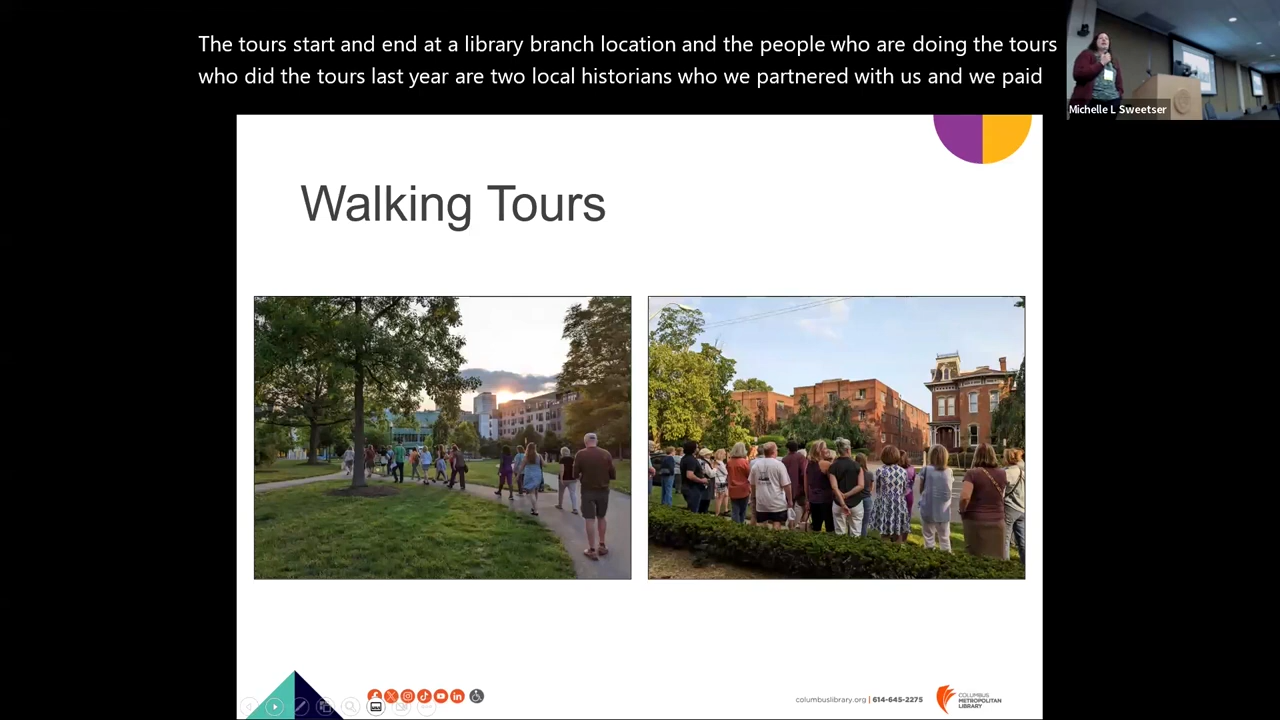 The tours start and end at a library branch location and the people who are doing the tours
who did the tours last year are two local historians who we partnered with us and we paid
Michelle L Sweetser
Walking Tours
columbuslibrary.org | 614-645-2275
COLUMBUS
METROPOLITAN
LIBRARY